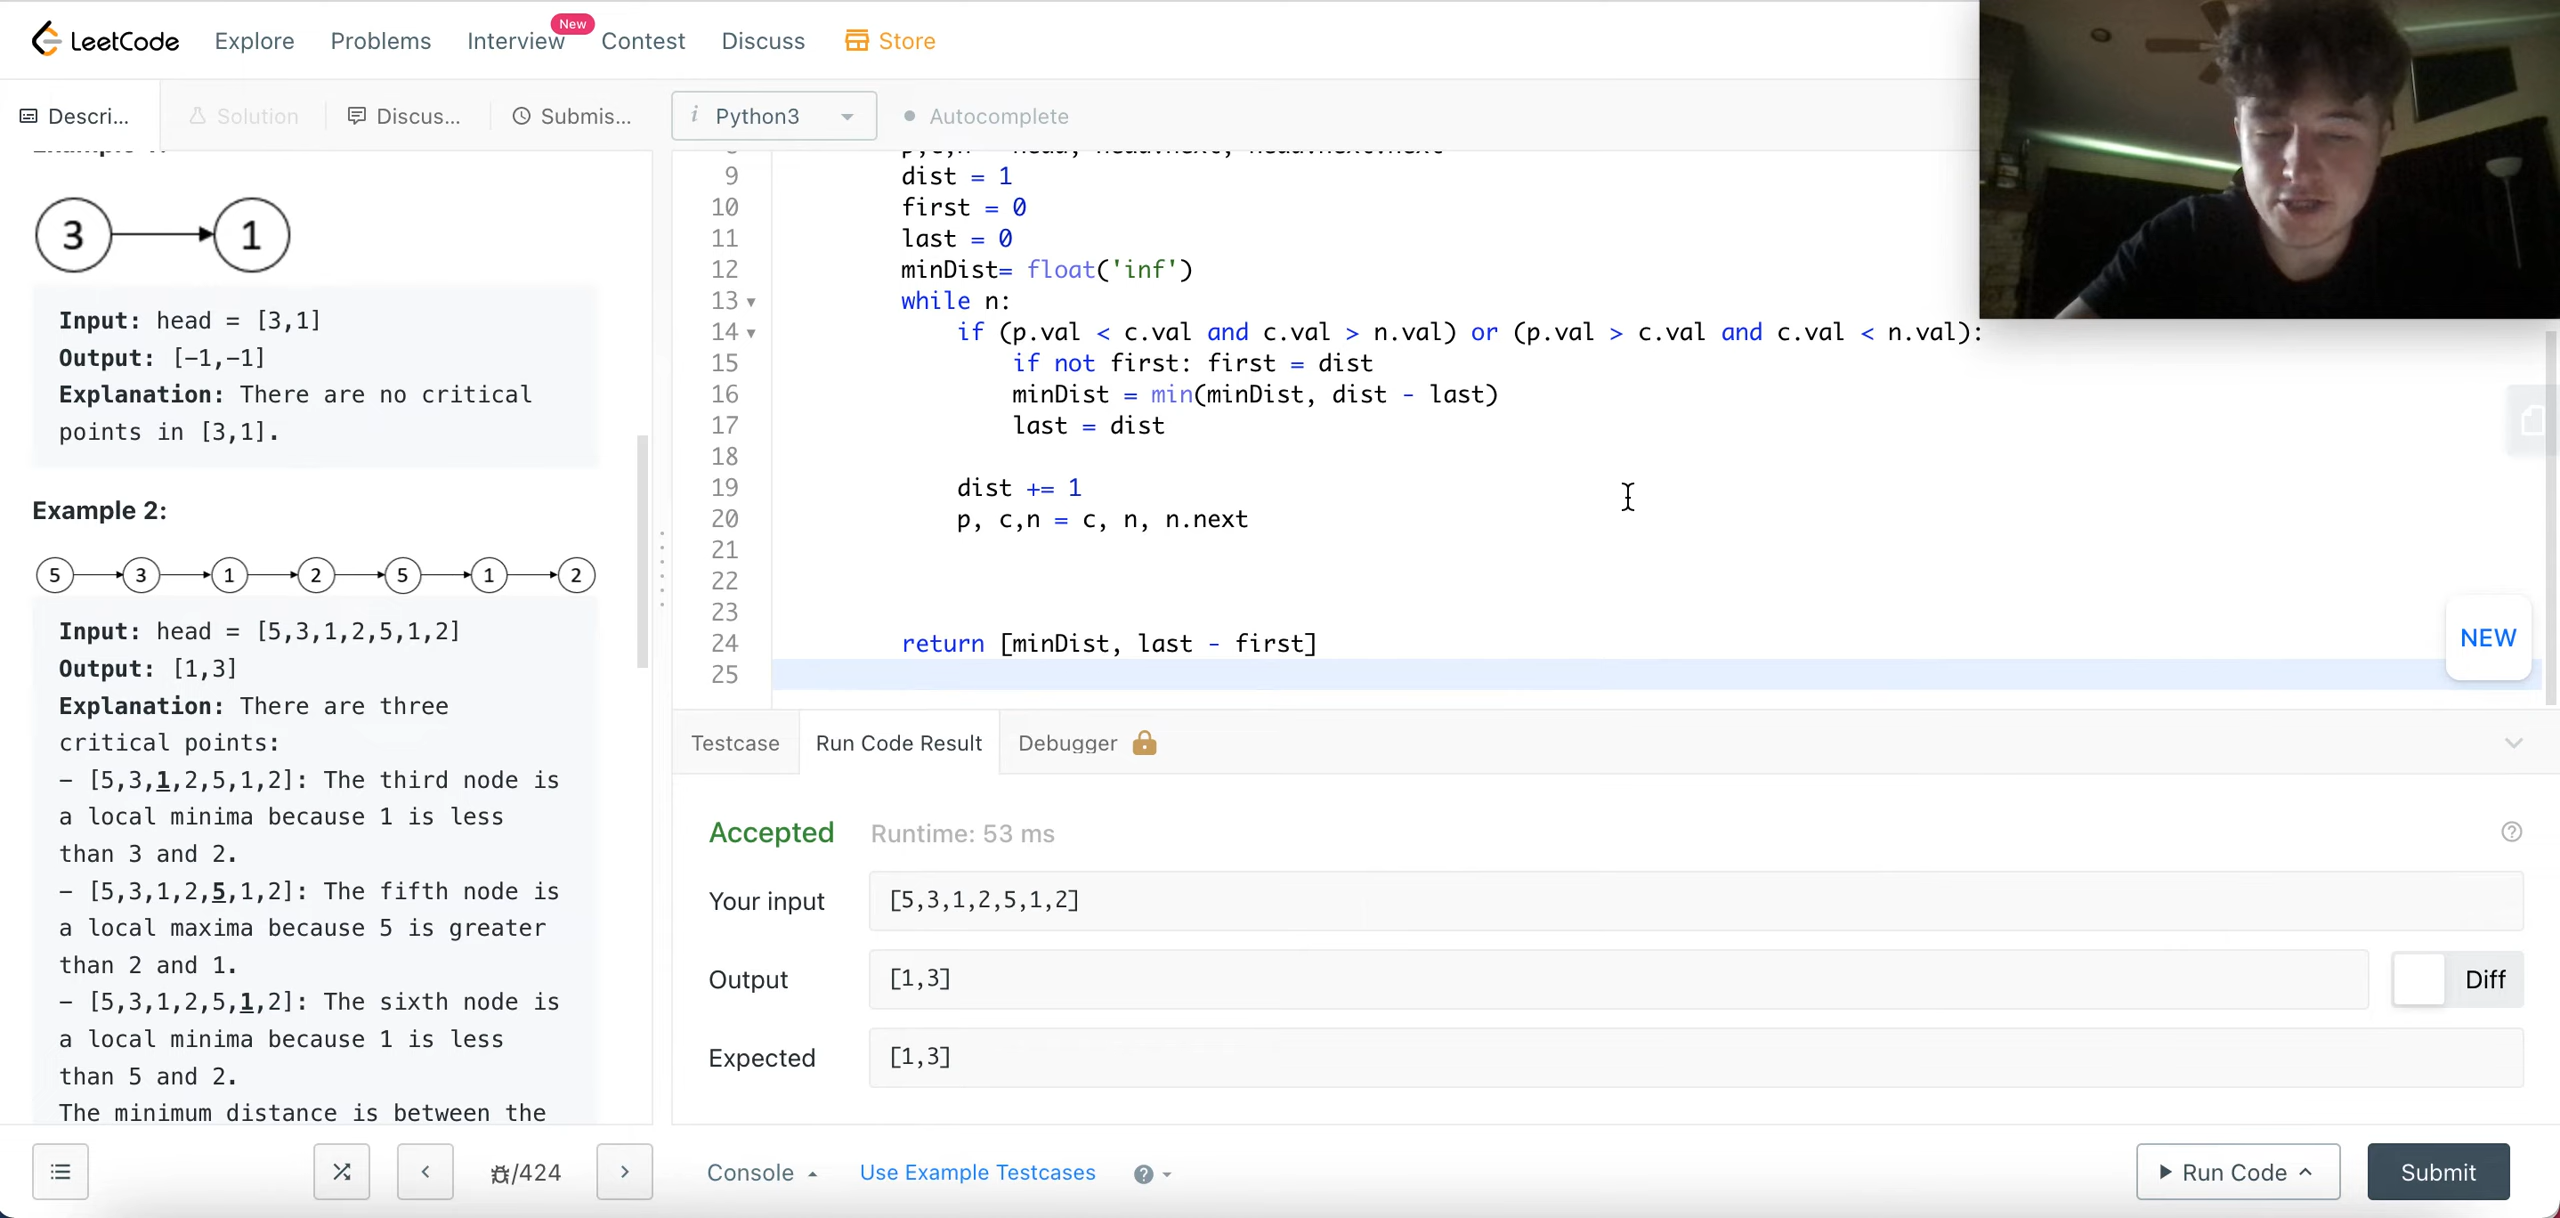 LeetCode Explore Problems Interview New Contest Discuss Store
Descri... Solution Discus... Submis...
3 1
Input: head = [3,1]
Output: [-1,-1]
Explanation: There are no critical
points in [3,1].
Example 2:
5 3 1 2 5 1 2
Input: head = [5,3,1,2,5,1,2]
Output: [1,3]
Explanation: There are three
critical points:
- [5,3,1,2,5,1,2]: The third node is
a local minima because 1 is less
than 3 and 2.
- [5,3,1,2,5,1,2]: The fifth node is
a local maxima because 5 is greater
than 2 and 1.
- [5,3,1,2,5,1,2]: The sixth node is
a local minima because 1 is less
than 5 and 2.
The minimum distance is between the
/424
i Python3 Autocomplete
9 dist = 1
10 first = 0
11 last = 0
12 minDist= float('inf')
13 while n:
14 if (p.val < c.val and c.val > n.val) or (p.val > c.val and c.val < n.val):
15 if not first: first = dist
16 minDist = min(minDist, dist - last)
17 last = dist
18
19 dist += 1
20 p, c,n = c, n, n.next
21
22
23
24 return [minDist, last - first]
25
NEW
Testcase Run Code Result Debugger
Accepted Runtime: 53 ms
Your input [5,3,1,2,5,1,2]
Output [1,3] Diff
Expected [1,3]
Console Use Example Testcases Run Code Submit